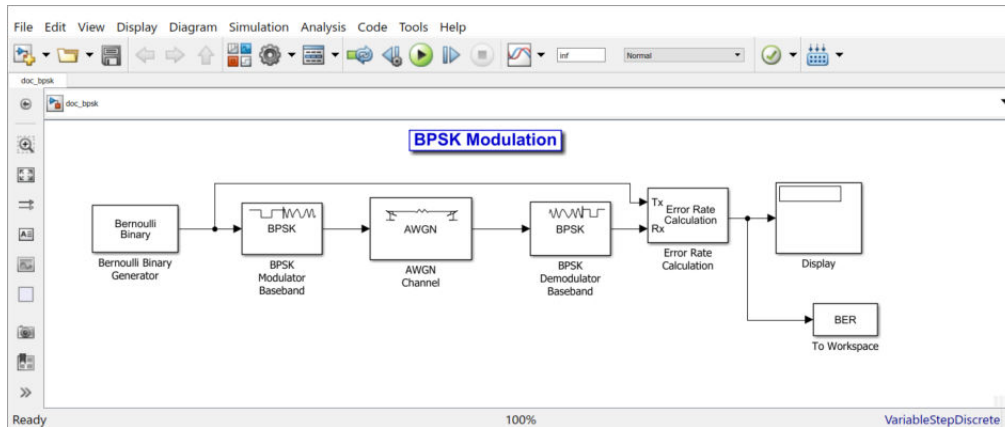 File Edit View Display Diagram Simulation Analysis Code Tools Help
inf
Normal
doc_bpsk
doc_bpsk
BPSK Modulation
Bernoulli
Binary
Bernoulli Binary
Generator
BPSK
BPSK
Modulator
Baseband
AWGN
AWGN
Channel
BPSK
BPSK
Demodulator
Baseband
Tx
Rx
Error Rate
Calculation
Error Rate
Calculation
Display
BER
To Workspace
Ready
100%
VariableStepDiscrete